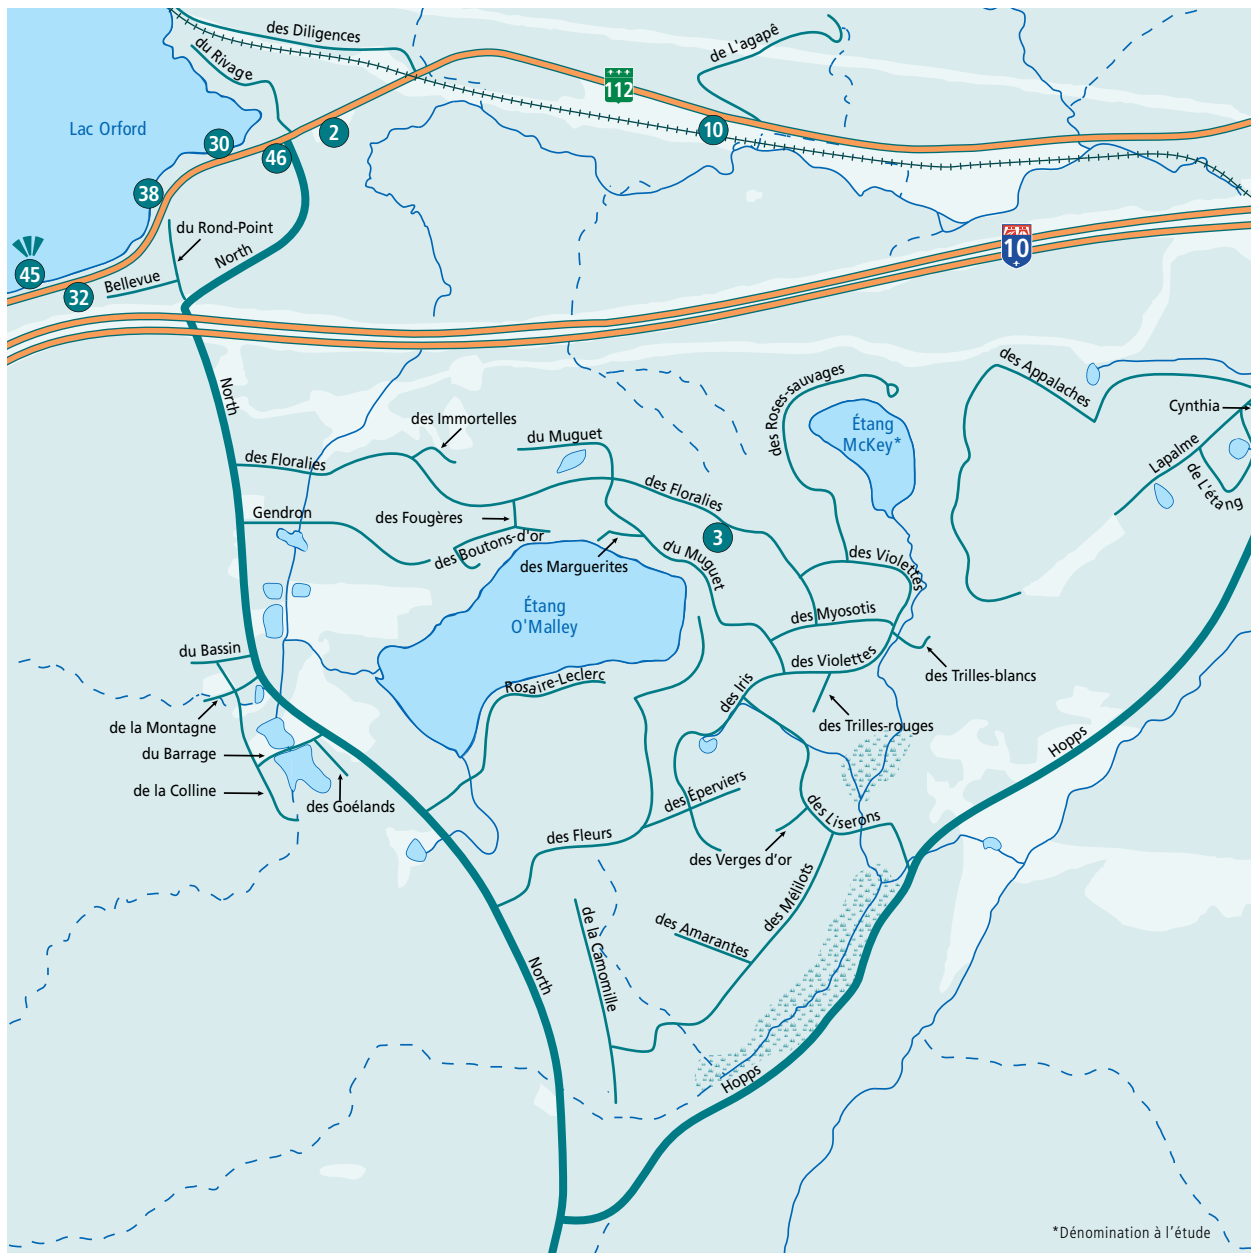 des Diligences
de L'agapê
du Rivage
112
Lac Orford
2
10
30
46
38
du Rond-Point
North
10
45
Bellevue
32
North
des Appalaches
des Roses-sauvages
Cynthia
des Immortelles
du Muguet
Étang
McKey*
Lapalme
des Floralies
de L'étang
des Floralies
Gendron
des Fougères
3
des Boutons-d'or
du Muguet
des Violettes
des Marguerites
Étang
O'Malley
des Myosotis
du Bassin
des Violettes
des Trilles-blancs
Rosaire-Leclerc
des Iris
de la Montagne
des Trilles-rouges
du Barrage
Hopps
de la Colline
des Éperviers
des Goélands
des Liserons
des Fleurs
des Verges d'or
des Mélilots
de la Camomille
des Amarantes
North
Hopps
*Dénomination à l'étude